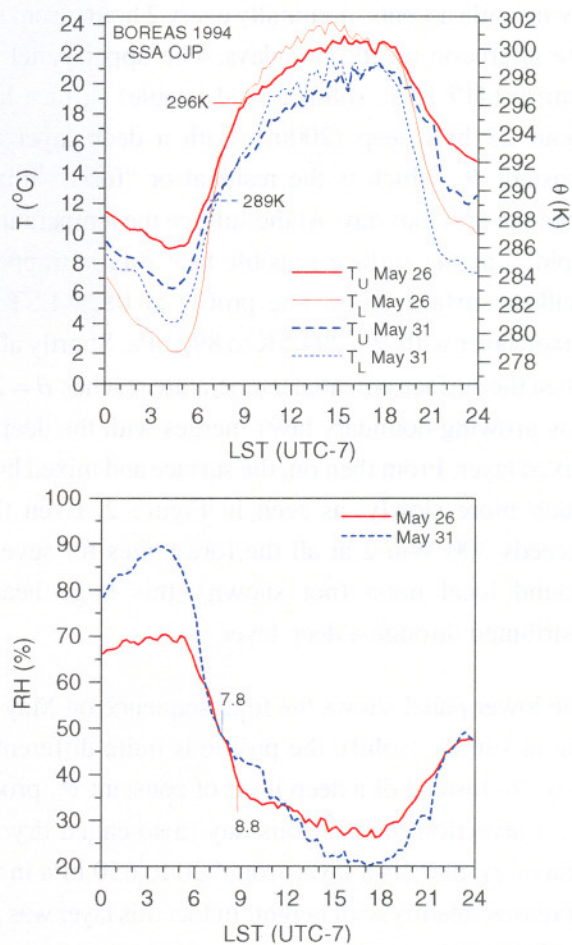 BOREAS 1994
SSA OJP
296K
289K
T_U May 26
T_L May 26
T_U May 31
T_L May 31
T (°C)
24
22
20
18
16
14
12
10
8
6
4
2
0
θ (K)
302
300
298
296
294
292
290
288
286
284
282
280
278
0 3 6 9 12 15 18 21 24
LST (UTC-7)
May 26
May 31
7.8
8.8
RH (%)
100
90
80
70
60
50
40
30
20
0 3 6 9 12 15 18 21 24
LST (UTC-7)